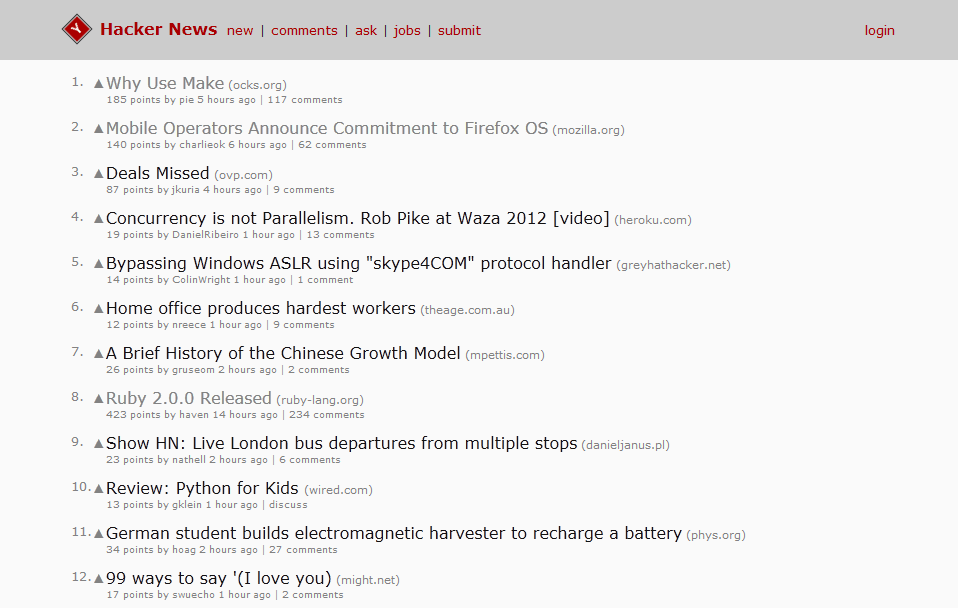 Y Hacker News new | comments | ask | jobs | submit login
1. ▲Why Use Make (ocks.org)
185 points by pie 5 hours ago | 117 comments
2. ▲Mobile Operators Announce Commitment to Firefox OS (mozilla.org)
140 points by charlieok 6 hours ago | 62 comments
3. ▲Deals Missed (ovp.com)
87 points by jkuria 4 hours ago | 9 comments
4. ▲Concurrency is not Parallelism. Rob Pike at Waza 2012 [video] (heroku.com)
19 points by DanielRibeiro 1 hour ago | 13 comments
5. ▲Bypassing Windows ASLR using "skype4COM" protocol handler (greyhathacker.net)
14 points by ColinWright 1 hour ago | 1 comment
6. ▲Home office produces hardest workers (theage.com.au)
12 points by nreece 1 hour ago | 9 comments
7. ▲A Brief History of the Chinese Growth Model (mpettis.com)
26 points by gruseom 2 hours ago | 2 comments
8. ▲Ruby 2.0.0 Released (ruby-lang.org)
423 points by haven 14 hours ago | 234 comments
9. ▲Show HN: Live London bus departures from multiple stops (danieljanus.pl)
23 points by nathell 2 hours ago | 6 comments
10. ▲Review: Python for Kids (wired.com)
13 points by gklein 1 hour ago | discuss
11. ▲German student builds electromagnetic harvester to recharge a battery (phys.org)
34 points by hoag 2 hours ago | 27 comments
12. ▲99 ways to say '(I love you) (might.net)
17 points by swuecho 1 hour ago | 2 comments